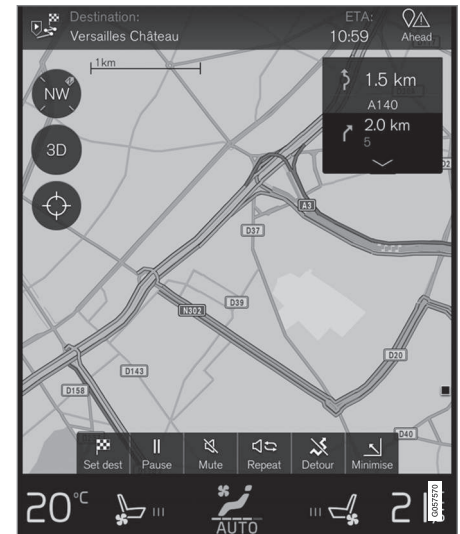 Destination:
ETA:
Versailles Château
10:59
Ahead
1km
NW
1.5 km
A140
2.0 km
5
3D
A3
D37
D39
N302
D20
D143
D158
D40
Set dest
Pause
Mute
Repeat
Detour
Minimise
20°C
AUTO
2
G057570